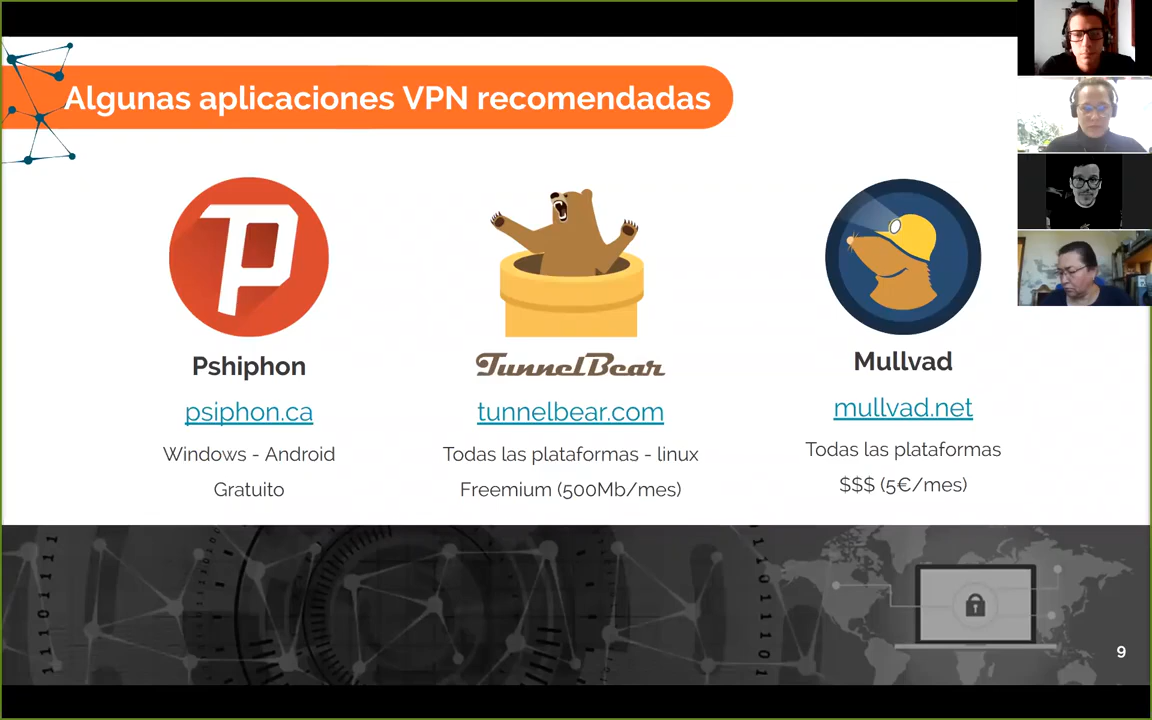 Algunas aplicaciones VPN recomendadas
Pshiphon
psiphon.ca
Windows - Android
Gratuito
TunnelBear
tunnelbear.com
Todas las plataformas - linux
Freemium (500Mb/mes)
Mullvad
mullvad.net
Todas las plataformas
$$$ (5€/mes)
9